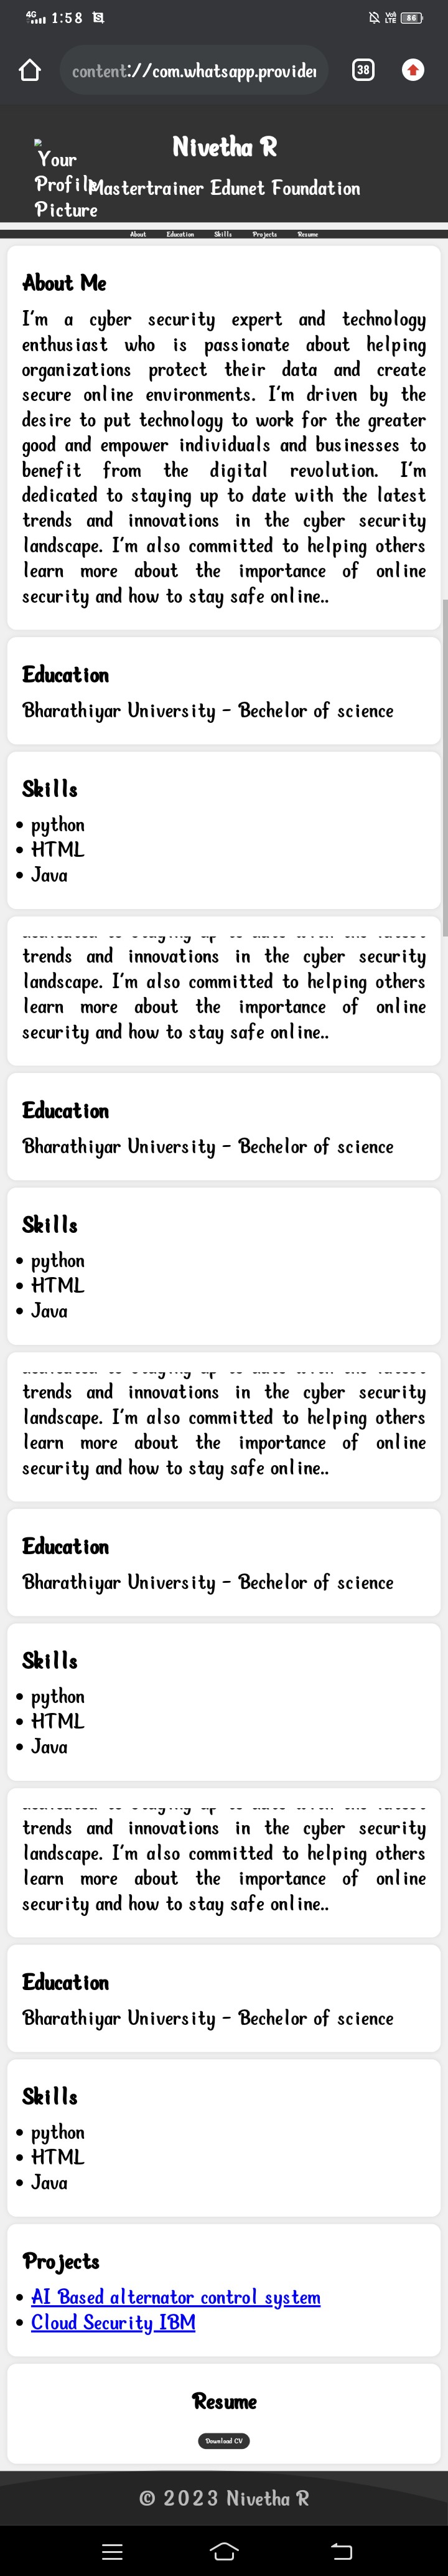 4G 1:58 VoLTE 86
content://com.whatsapp.provider 38
Nivetha R
Your
Profile
Mastertrainer Edunet Foundation
Picture
About Education Skills Projects Resume
About Me
I'm a cyber security expert and technology
enthusiast who is passionate about helping
organizations protect their data and create
secure online environments. I'm driven by the
desire to put technology to work for the greater
good and empower individuals and businesses to
benefit from the digital revolution. I'm
dedicated to staying up to date with the latest
trends and innovations in the cyber security
landscape. I'm also committed to helping others
learn more about the importance of online
security and how to stay safe online..
Education
Bharathiyar University - Bechelor of science
Skills
• python
• HTML
• Java
trends and innovations in the cyber security
landscape. I'm also committed to helping others
learn more about the importance of online
security and how to stay safe online..
Education
Bharathiyar University - Bechelor of science
Skills
• python
• HTML
• Java
trends and innovations in the cyber security
landscape. I'm also committed to helping others
learn more about the importance of online
security and how to stay safe online..
Education
Bharathiyar University - Bechelor of science
Skills
• python
• HTML
• Java
trends and innovations in the cyber security
landscape. I'm also committed to helping others
learn more about the importance of online
security and how to stay safe online..
Education
Bharathiyar University - Bechelor of science
Skills
• python
• HTML
• Java
Projects
• AI Based alternator control system
• Cloud Security IBM
Resume
Download CV
© 2023 Nivetha R